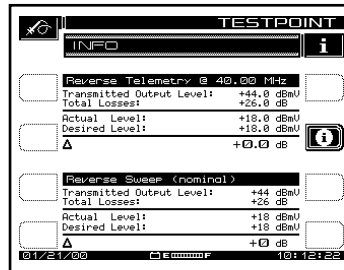 TESTPOINT
INFO
i
Reverse Telemetry @ 40.00 MHz
Transmitted Output Level: +44.0 dBmV
Total Losses: +26.0 dB
Actual Level: +18.0 dBmV
Desired Level: +18.0 dBmV
Δ +0.0 dB
i
Reverse Sweep (nominal)
Transmitted Output Level: +44 dBmV
Total Losses: +26 dB
Actual Level: +18 dBmV
Desired Level: +18 dBmV
Δ +0 dB
01/21/00 E F 10:12:22